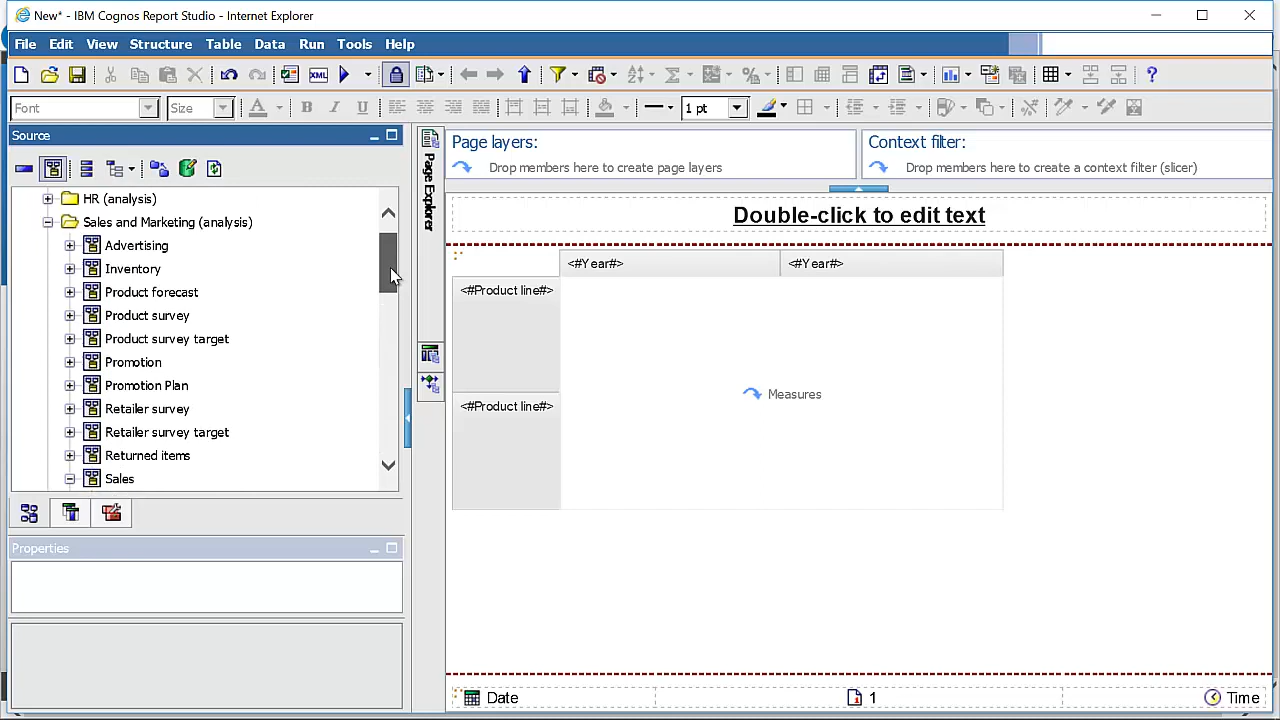 New* - IBM Cognos Report Studio - Internet Explorer
File Edit View Structure Table Data Run Tools Help
XML
Font Size A B I U 1 pt
Source
HR (analysis)
Sales and Marketing (analysis)
Advertising
Inventory
Product forecast
Product survey
Product survey target
Promotion
Promotion Plan
Retailer survey
Retailer survey target
Returned items
Sales
Properties
Page Explorer
Page layers:
Drop members here to create page layers
Context filter:
Drop members here to create a context filter (slicer)
Double-click to edit text
<#Year#> <#Year#>
<#Product line#>
Measures
<#Product line#>
Date 1 Time